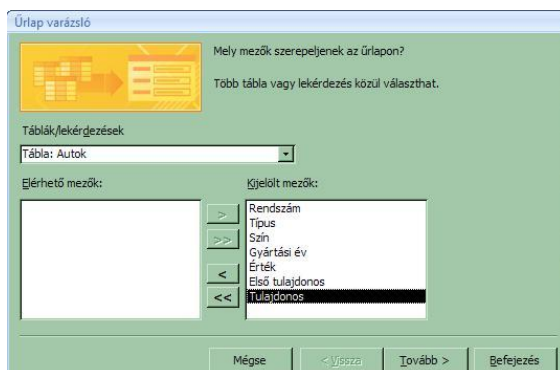 Űrlap varázsló
Mely mezők szerepeljenek az űrlapon?
Több tábla vagy lekérdezés közül választhat.
Táblák/lekérdezések
Tábla: Autok
Elérhető mezők:
Kijelölt mezők:
Rendszám
Típus
Szín
Gyártási év
Érték
Első tulajdonos
Tulajdonos
>
>>
<
<<
Mégse
< Vissza
Tovább >
Befejezés